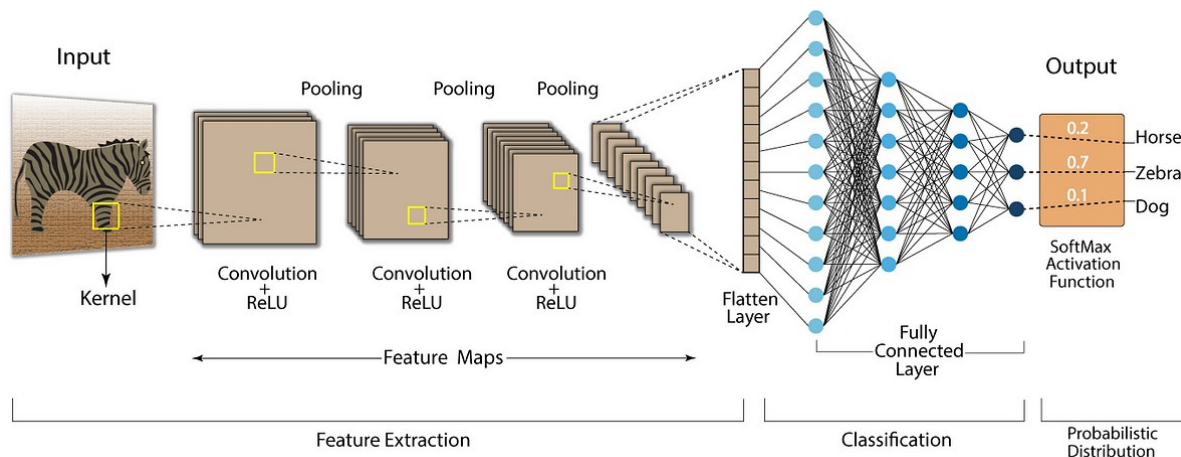 Input
Kernel
Pooling
Pooling
Pooling
Convolution
+
ReLU
Convolution
+
ReLU
Convolution
+
ReLU
Feature Maps
Flatten
Layer
Fully
Connected
Layer
Output
0.2
Horse
0.7
Zebra
0.1
Dog
SoftMax
Activation
Function
Feature Extraction
Classification
Probabilistic
Distribution